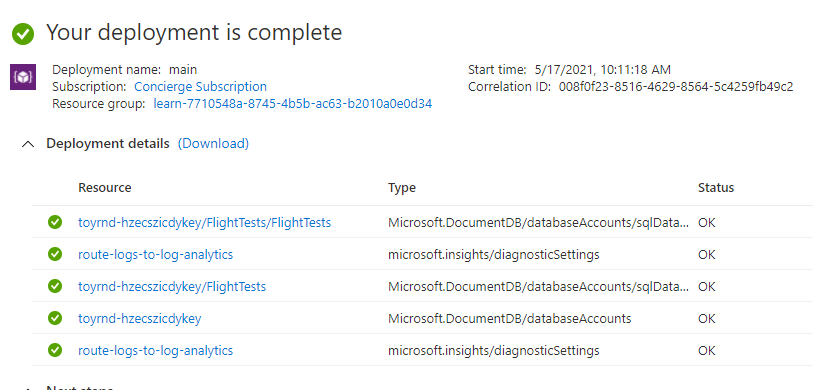 Your deployment is complete
Deployment name: main
Subscription: Concierge Subscription
Resource group: learn-7710548a-8745-4b5b-ac63-b2010a0e0d34
Start time: 5/17/2021, 10:11:18 AM
Correlation ID: 008f0f23-8516-4629-8564-5c4259fb49c2
Deployment details (Download)
Resource Type Status
toyrnd-hzecszicdykey/FlightTests/FlightTests Microsoft.DocumentDB/databaseAccounts/sqlData... OK
route-logs-to-log-analytics microsoft.insights/diagnosticSettings OK
toyrnd-hzecszicdykey/FlightTests Microsoft.DocumentDB/databaseAccounts/sqlData... OK
toyrnd-hzecszicdykey Microsoft.DocumentDB/databaseAccounts OK
route-logs-to-log-analytics microsoft.insights/diagnosticSettings OK
Next steps